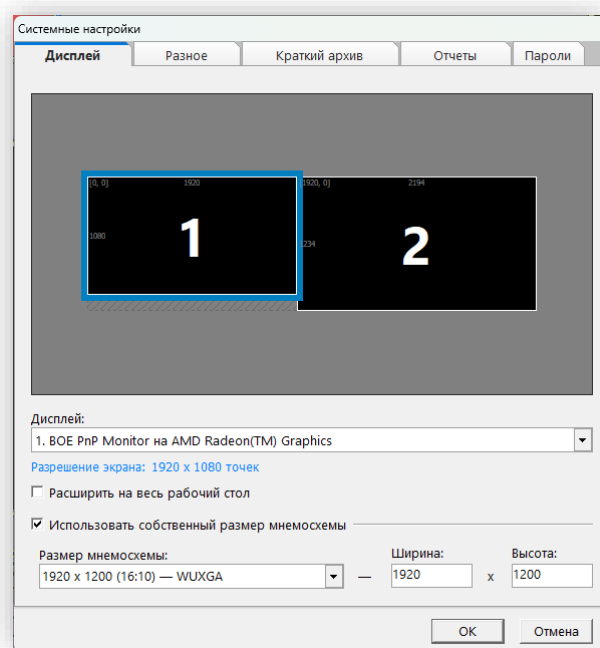 Системные настройки
Дисплей Разное Краткий архив Отчеты Пароли
[0, 0] 1920 [1920, 0] 2194
1080 1 1234 2
Дисплей:
1. BOE PnP Monitor на AMD Radeon(TM) Graphics
Разрешение экрана: 1920 x 1080 точек
Расширить на весь рабочий стол
Использовать собственный размер мнемосхемы
Размер мнемосхемы: Ширина: Высота:
1920 x 1200 (16:10) — WUXGA — 1920 x 1200
OK Отмена